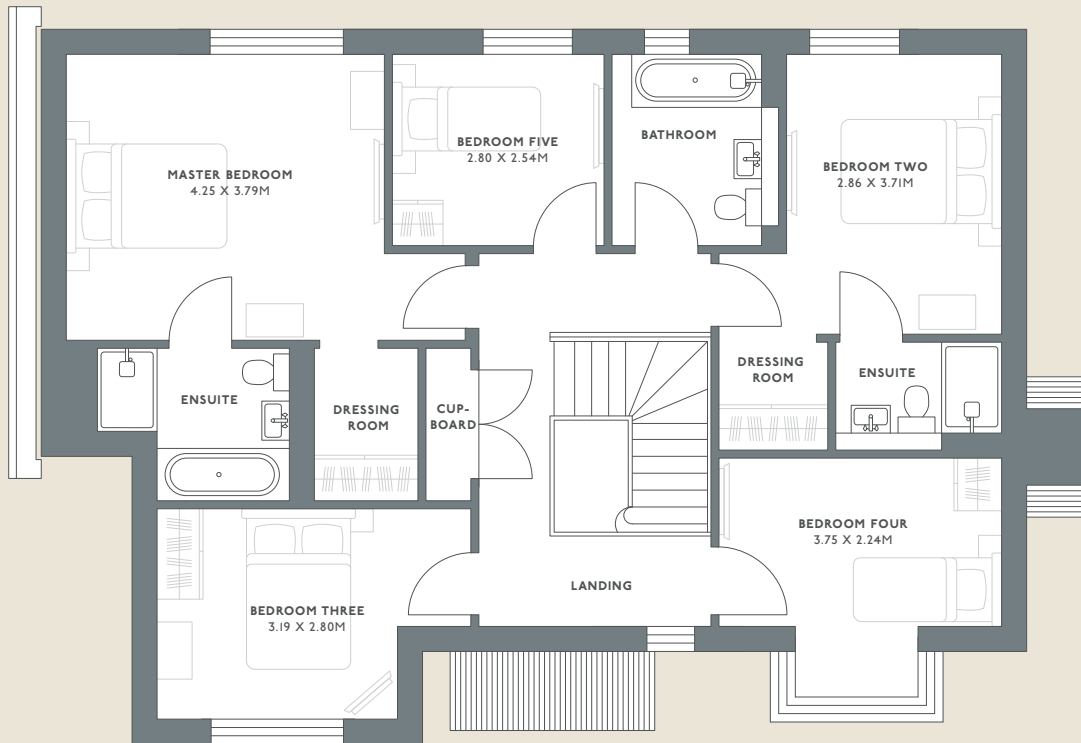 MASTER BEDROOM
4.25 X 3.79M
BEDROOM FIVE
2.80 X 2.54M
BATHROOM
BEDROOM TWO
2.86 X 3.71M
ENSUITE
DRESSING
ROOM
CUP-
BOARD
DRESSING
ROOM
ENSUITE
BEDROOM THREE
3.19 X 2.80M
LANDING
BEDROOM FOUR
3.75 X 2.24M